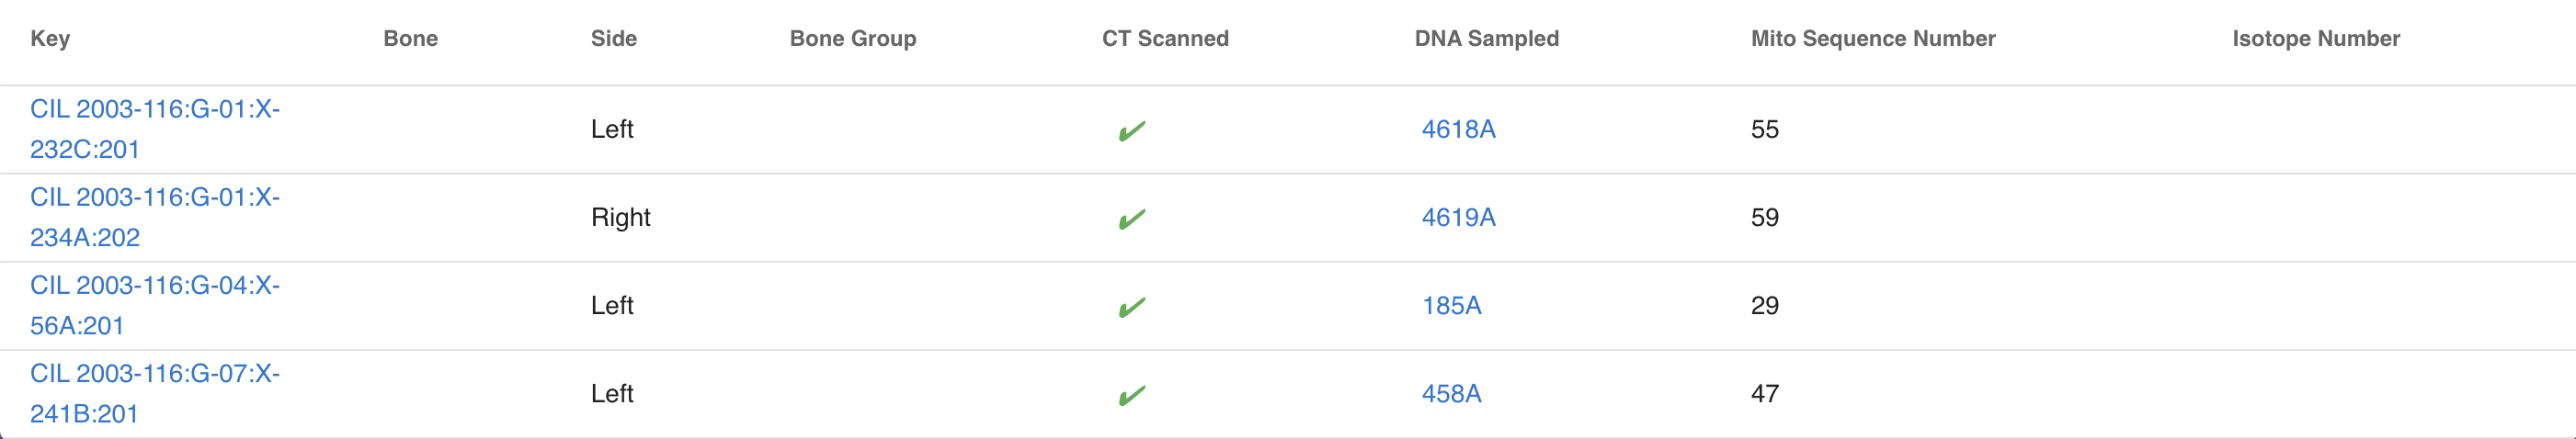 Key Bone Side Bone Group CT Scanned DNA Sampled Mito Sequence Number Isotope Number
CIL 2003-116:G-01:X-
232C:201 Left ✔ 4618A 55
CIL 2003-116:G-01:X-
234A:202 Right ✔ 4619A 59
CIL 2003-116:G-04:X-
56A:201 Left ✔ 185A 29
CIL 2003-116:G-07:X-
241B:201 Left ✔ 458A 47